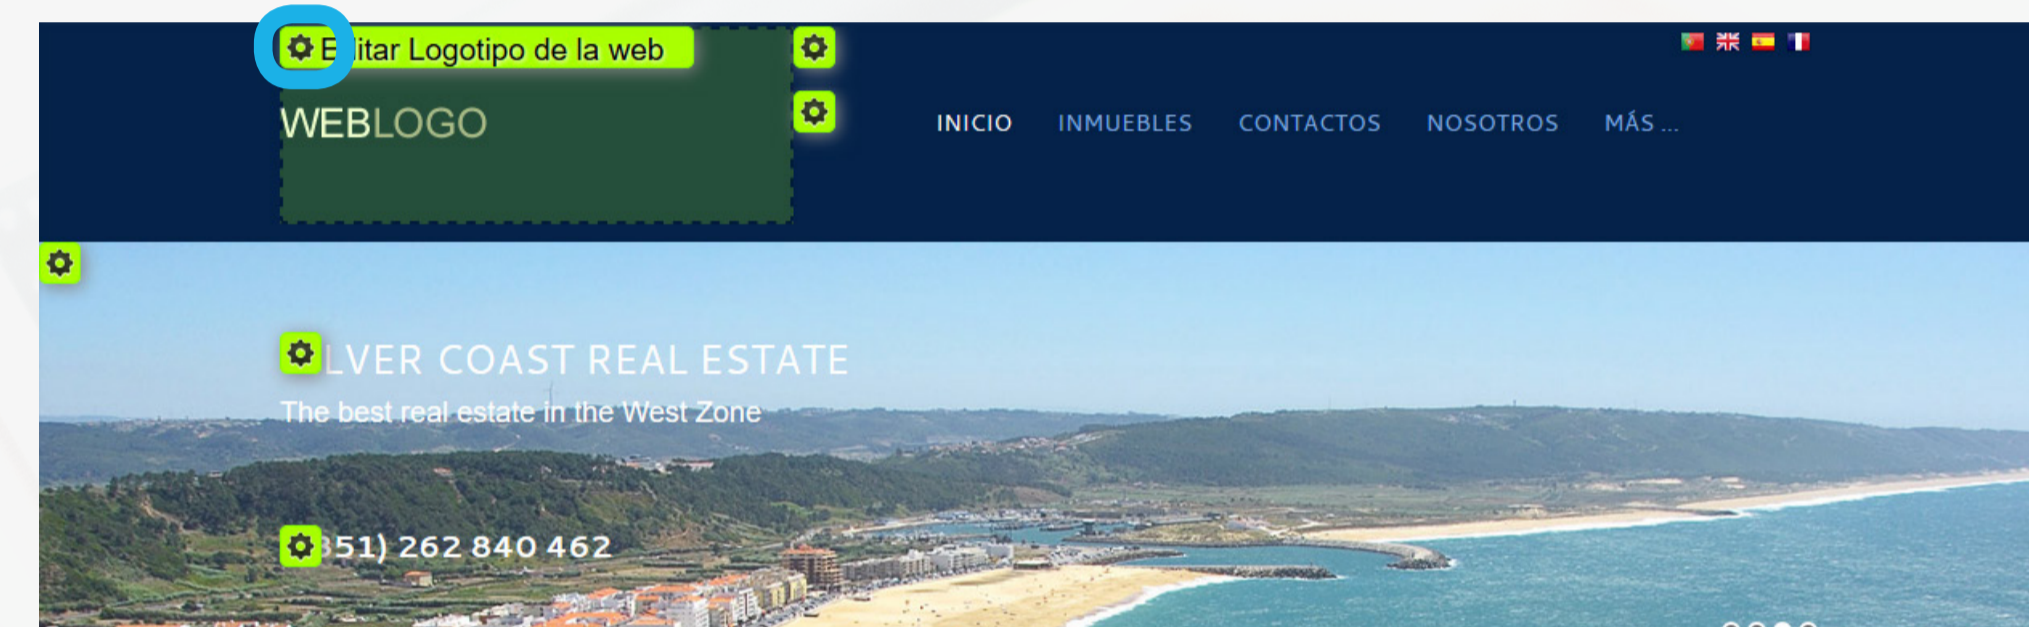 Editar Logotipo de la web
WEBLOGO
INICIO INMUEBLES CONTACTOS NOSOTROS MÁS ...
LVER COAST REAL ESTATE
The best real estate in the West Zone
351) 262 840 462